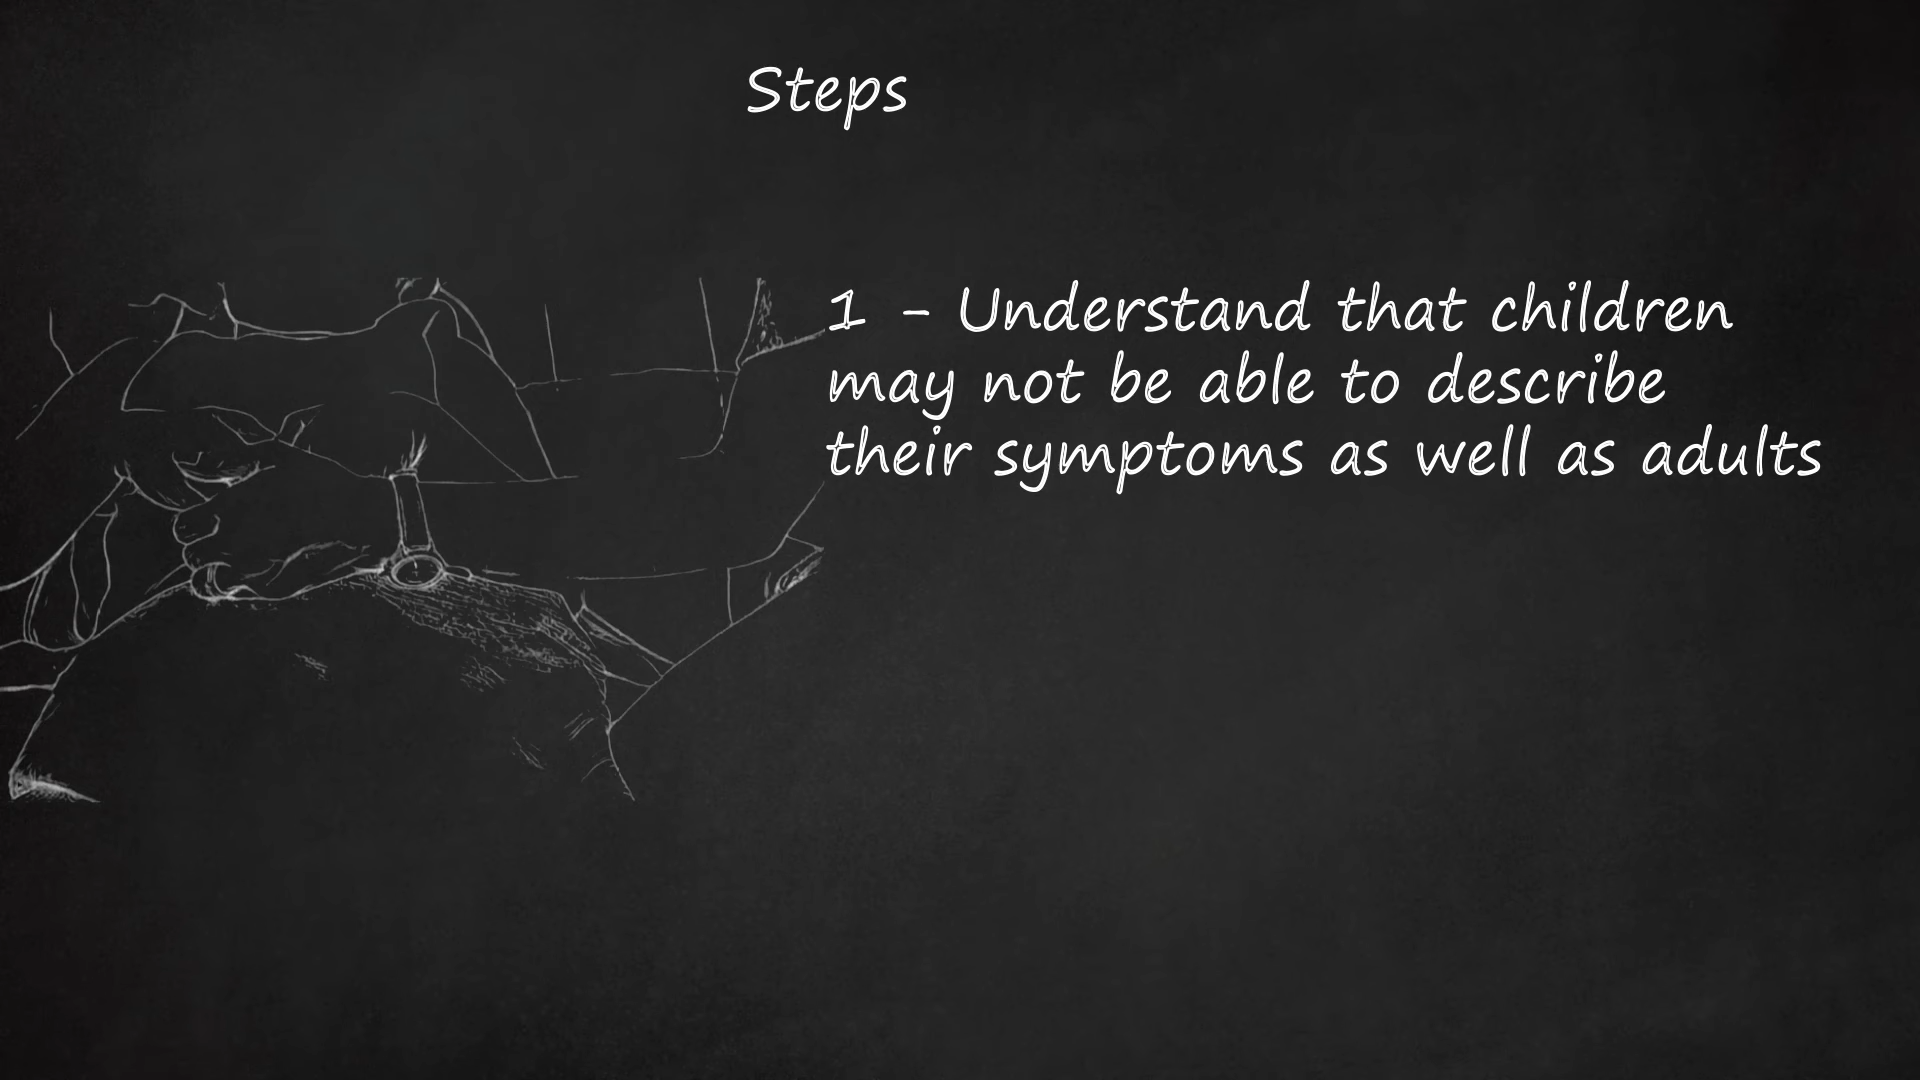 Steps
1 - Understand that children
may not be able to describe
their symptoms as well as adults